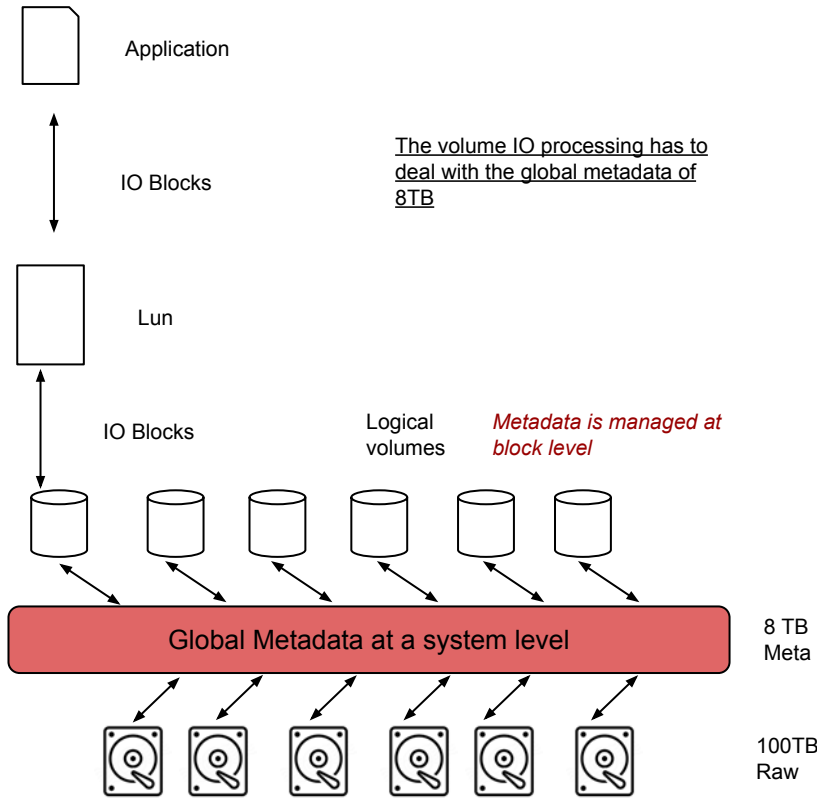 Application
The volume IO processing has to
deal with the global metadata of
8TB
IO Blocks
Lun
IO Blocks
Logical
volumes
Metadata is managed at
block level
Global Metadata at a system level
8 TB
Meta
100TB
Raw